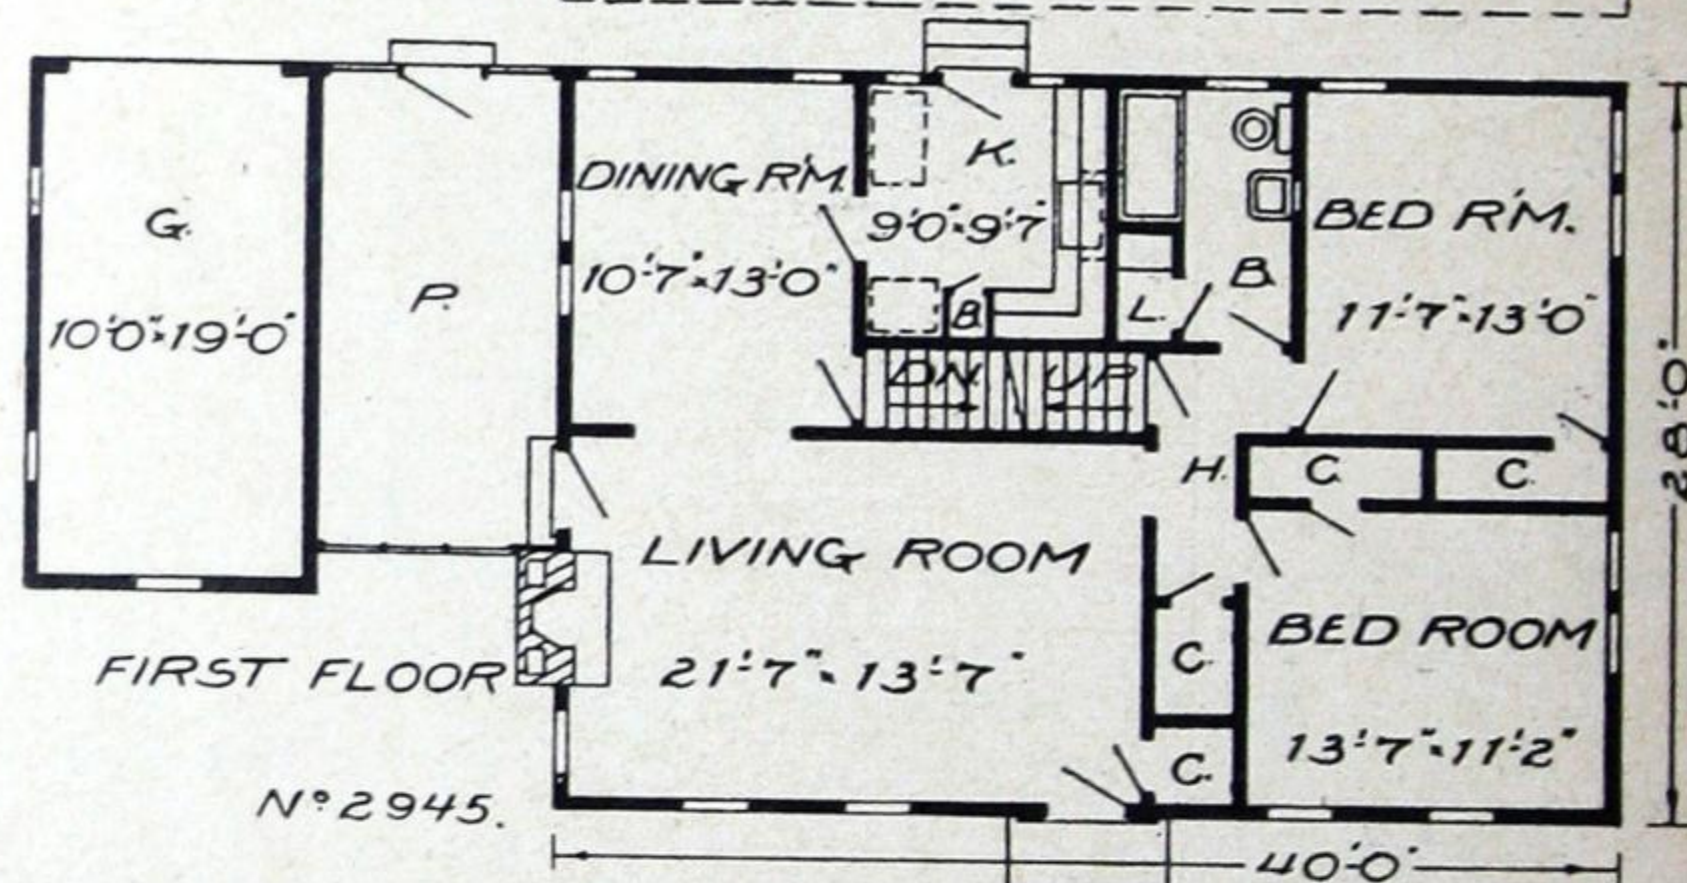 G.
10'-0"×19'-0"
P.
DINING R'M.
10'-7"×13'-0"
K.
9'-0"×9'-7"
B.
L.
B.
BED R'M.
11'-7"×13'-0"
DN.
UP
H.
C.
C.
LIVING ROOM
21'-7"×13'-7"
C.
C.
BED ROOM
13'-7"×11'-2"
28'-0"
FIRST FLOOR
Nº 2945.
40'-0"